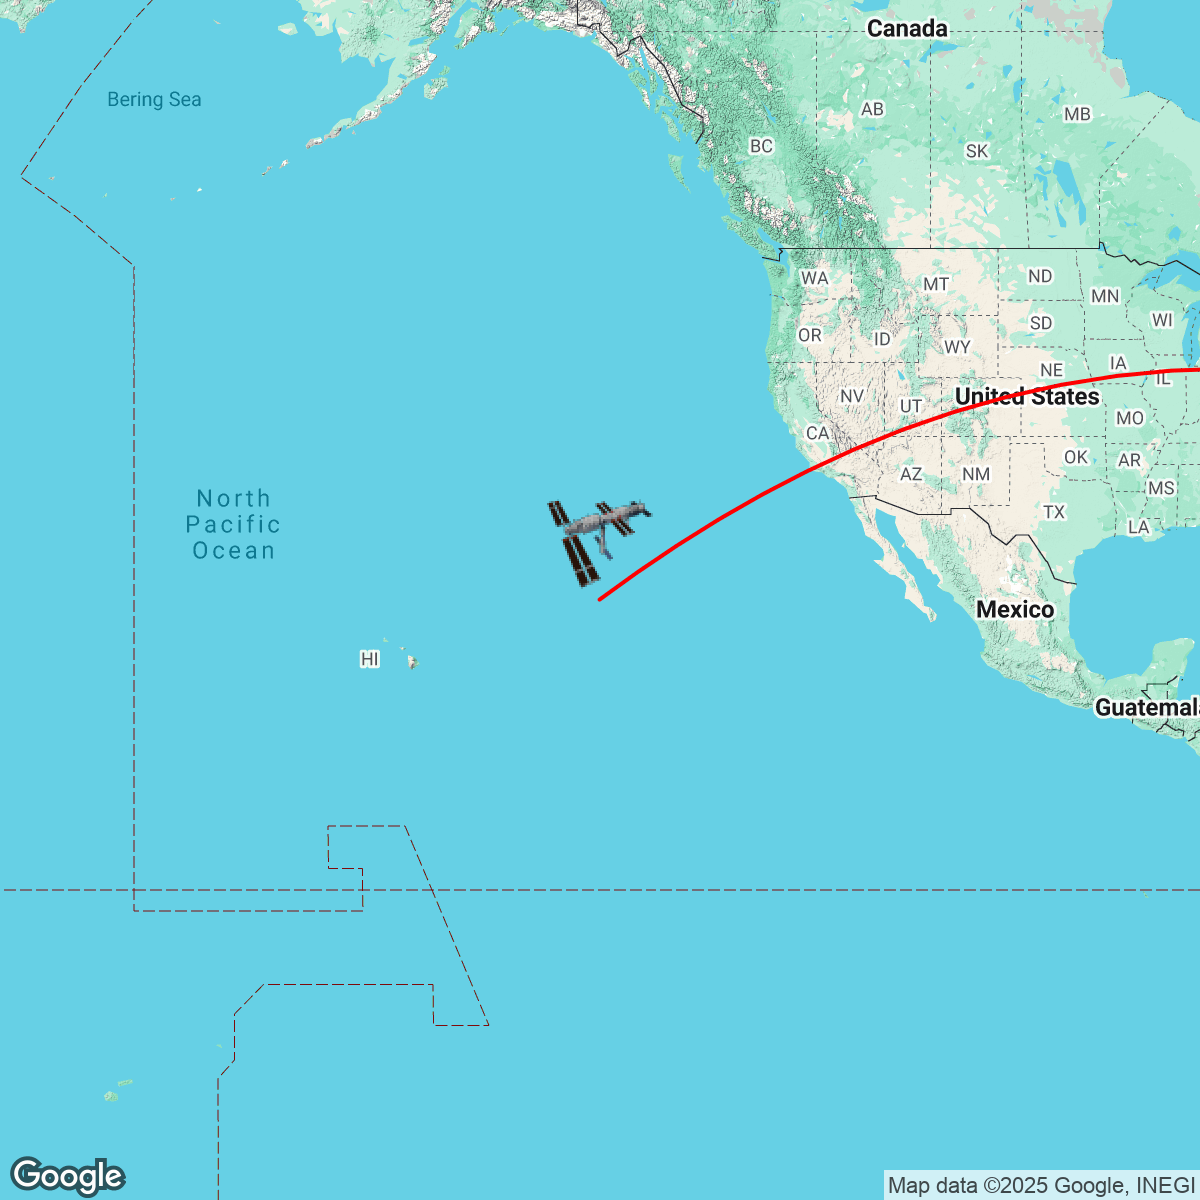 Canada
Bering Sea
AB
MB
BC
SK
WA
MT
ND
MN
OR
ID
SD
WI
WY
NE
IA
IL
NV
UT
United States
MO
CA
AZ
NM
OK
AR
MS
TX
LA
North
Pacific
Ocean
Mexico
HI
Guatemala
Google
Map data ©2025 Google, INEGI